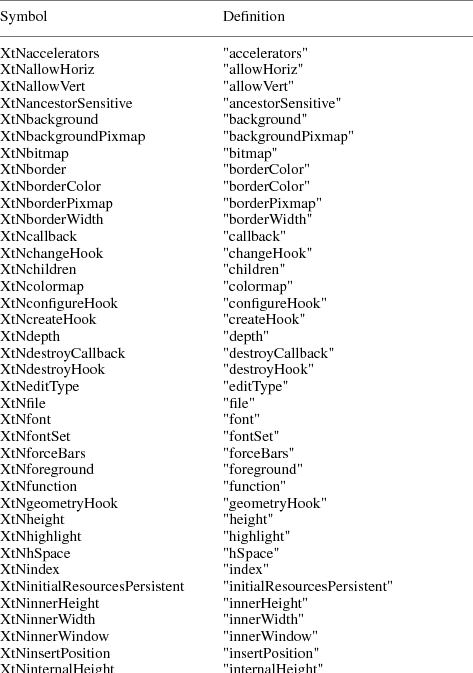 Symbol Definition
XtNaccelerators "accelerators"
XtNallowHoriz "allowHoriz"
XtNallowVert "allowVert"
XtNancestorSensitive "ancestorSensitive"
XtNbackground "background"
XtNbackgroundPixmap "backgroundPixmap"
XtNbitmap "bitmap"
XtNborder "borderColor"
XtNborderColor "borderColor"
XtNborderPixmap "borderPixmap"
XtNborderWidth "borderWidth"
XtNcallback "callback"
XtNchangeHook "changeHook"
XtNchildren "children"
XtNcolormap "colormap"
XtNconfigureHook "configureHook"
XtNcreateHook "createHook"
XtNdepth "depth"
XtNdestroyCallback "destroyCallback"
XtNdestroyHook "destroyHook"
XtNeditType "editType"
XtNfile "file"
XtNfont "font"
XtNfontSet "fontSet"
XtNforceBars "forceBars"
XtNforeground "foreground"
XtNfunction "function"
XtNgeometryHook "geometryHook"
XtNheight "height"
XtNhighlight "highlight"
XtNhSpace "hSpace"
XtNindex "index"
XtNinitialResourcesPersistent "initialResourcesPersistent"
XtNinnerHeight "innerHeight"
XtNinnerWidth "innerWidth"
XtNinnerWindow "innerWindow"
XtNinsertPosition "insertPosition"
XtNinternalHeight "internalHeight"